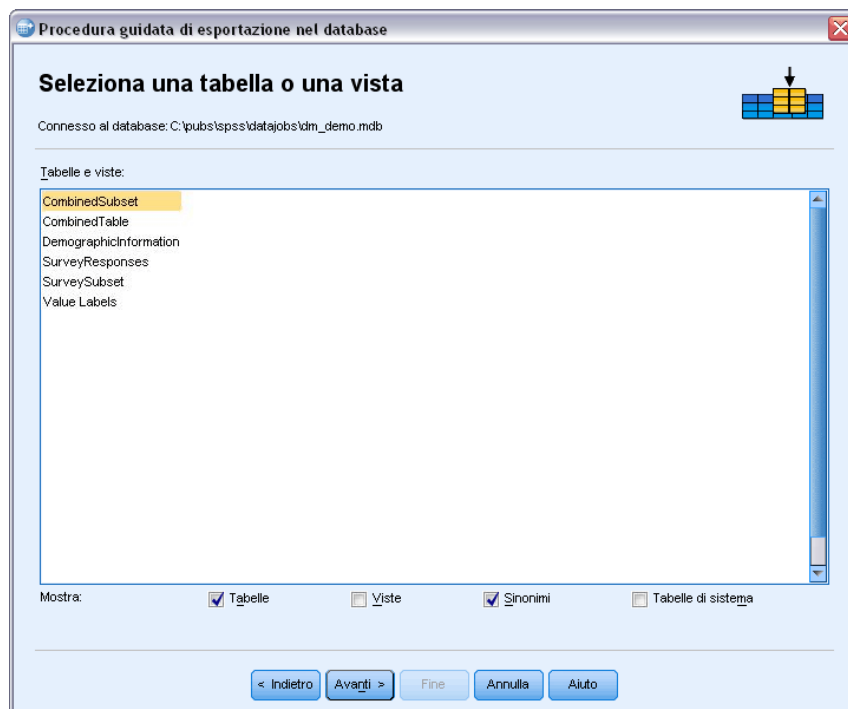 Procedura guidata di esportazione nel database
Seleziona una tabella o una vista
Connesso al database: C:\pubs\spss\datajobs\dm_demo.mdb
Tabelle e viste:
CombinedSubset
CombinedTable
DemographicInformation
SurveyResponses
SurveySubset
Value Labels
Mostra: Tabelle Viste Sinonimi Tabelle di sistema
< Indietro Avanti > Fine Annulla Aiuto